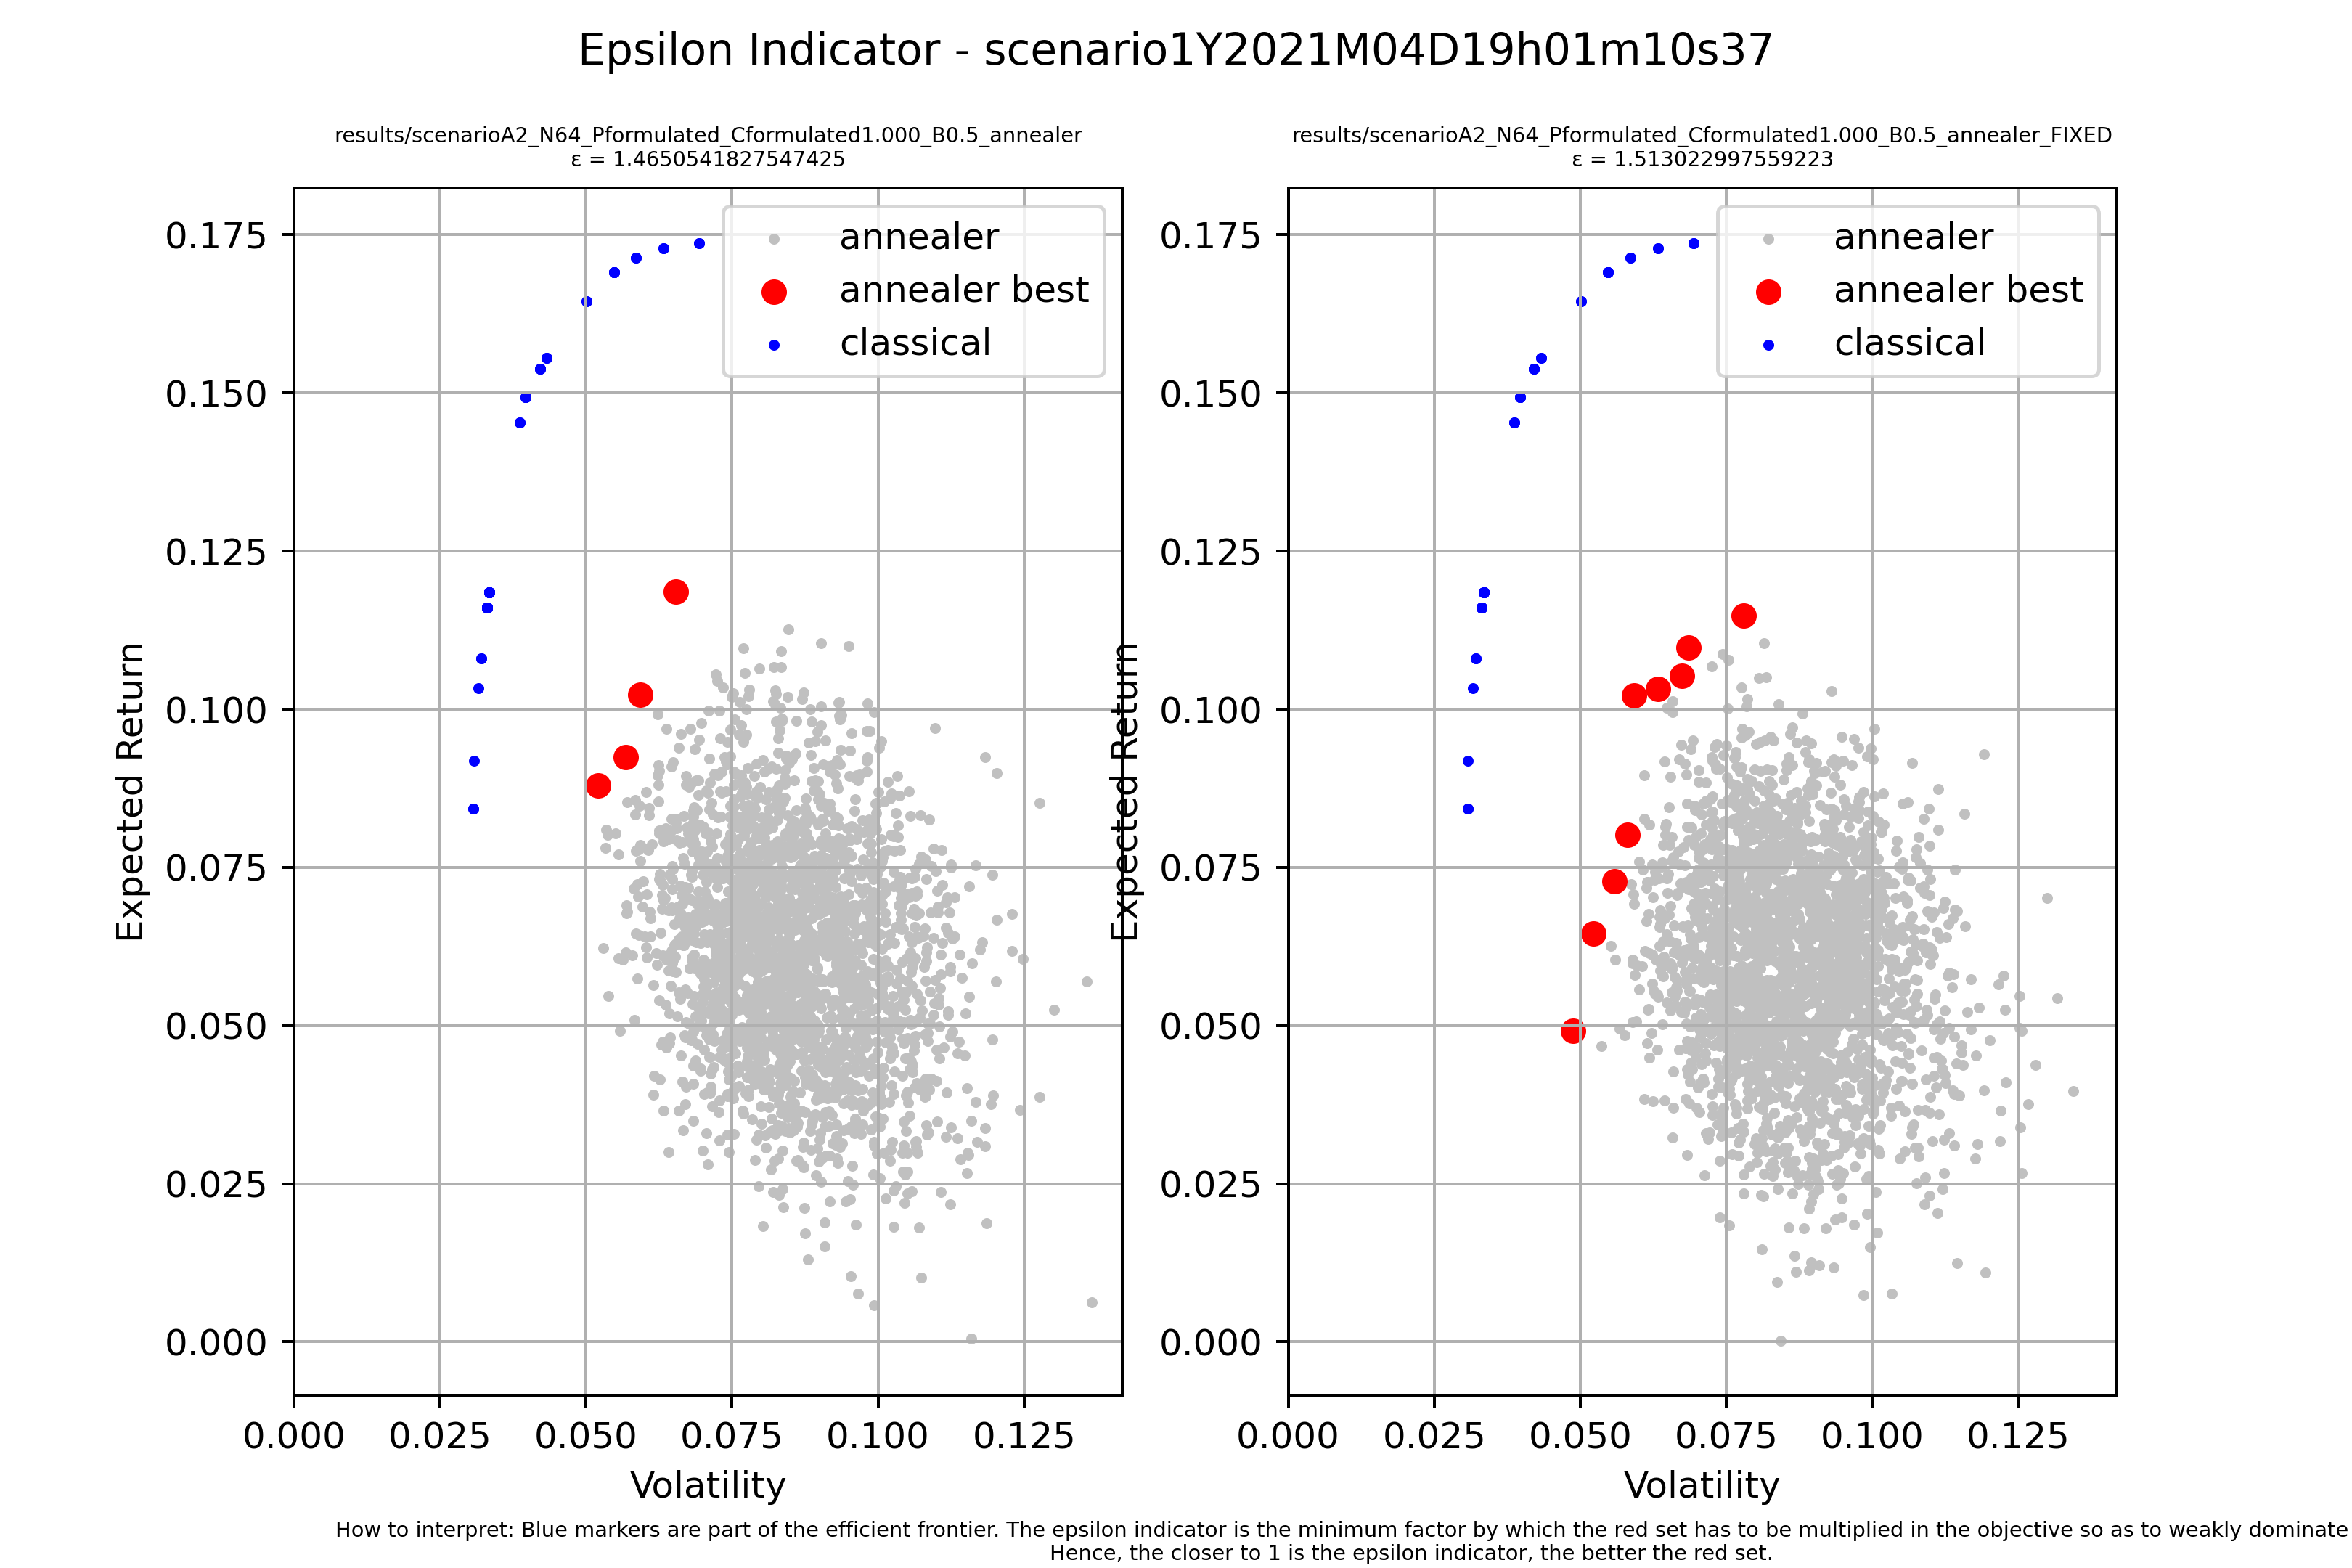 Epsilon Indicator - scenario1Y2021M04D19h01m10s37
results/scenarioA2_N64_Pformulated_Cformulated1.000_B0.5_annealer
ε = 1.4650541827547425
0.175
0.150
0.125
0.100
0.075
0.050
0.025
0.000
Expected Return
annealer
annealer best
classical
0.000 0.025 0.050 0.075 0.100 0.125
Volatility
results/scenarioA2_N64_Pformulated_Cformulated1.000_B0.5_annealer_FIXED
ε = 1.513022997559223
0.175
0.150
0.125
0.100
0.075
0.050
0.025
0.000
Expected Return
annealer
annealer best
classical
0.000 0.025 0.050 0.075 0.100 0.125
Volatility
How to interpret: Blue markers are part of the efficient frontier. The epsilon indicator is the minimum factor by which the red set has to be multiplied in the objective so as to weakly dominate
Hence, the closer to 1 is the epsilon indicator, the better the red set.